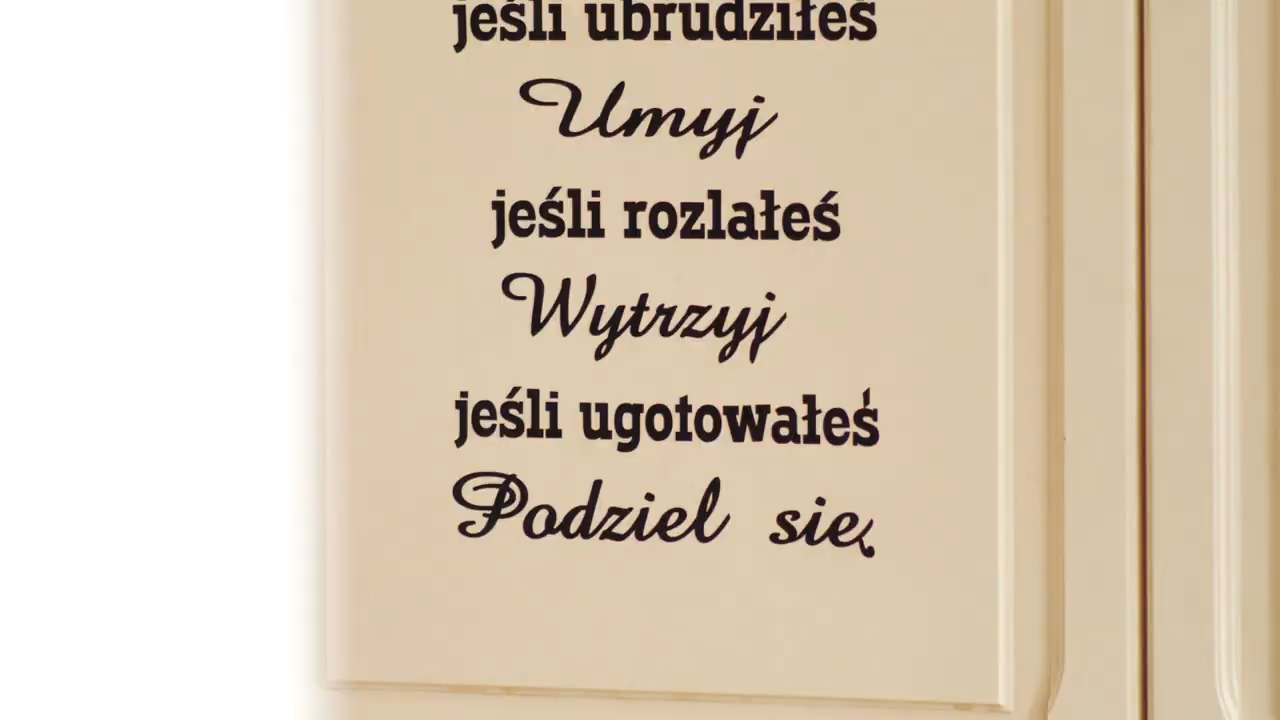 jeśli ubrudziłeś
Umyj
jeśli rozlałeś
Wytrzyj
jeśli ugotowałeś
Podziel się